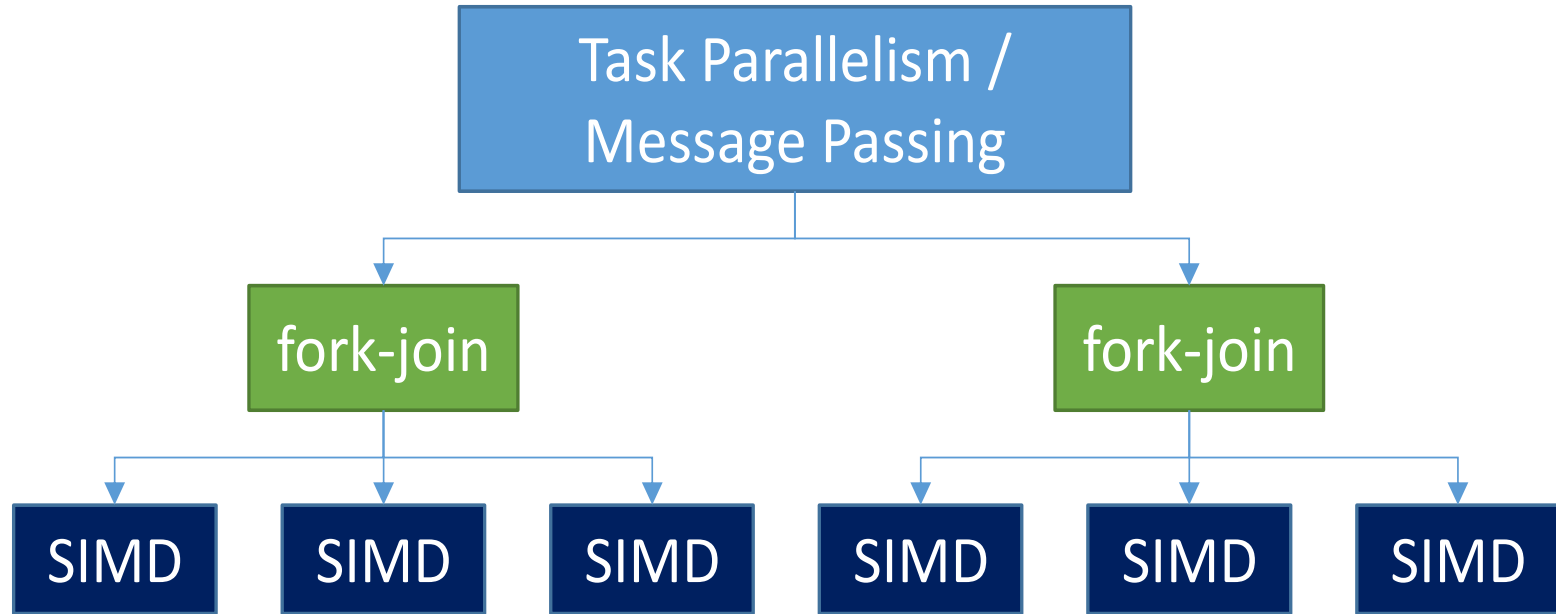 Task Parallelism /
Message Passing
fork-join
fork-join
SIMD
SIMD
SIMD
SIMD
SIMD
SIMD